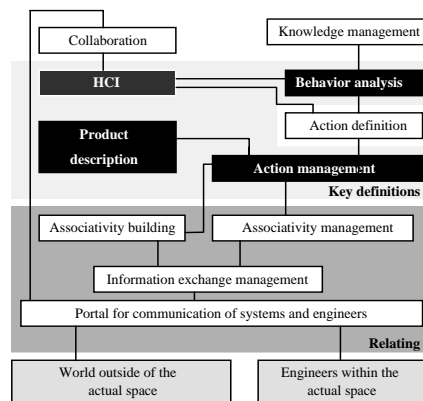 Collaboration
Knowledge management
HCI
Behavior analysis
Action definition
Product
description
Action management
Key definitions
Associativity building
Associativity management
Information exchange management
Portal for communication of systems and engineers
Relating
World outside of the
actual space
Engineers within the
actual space